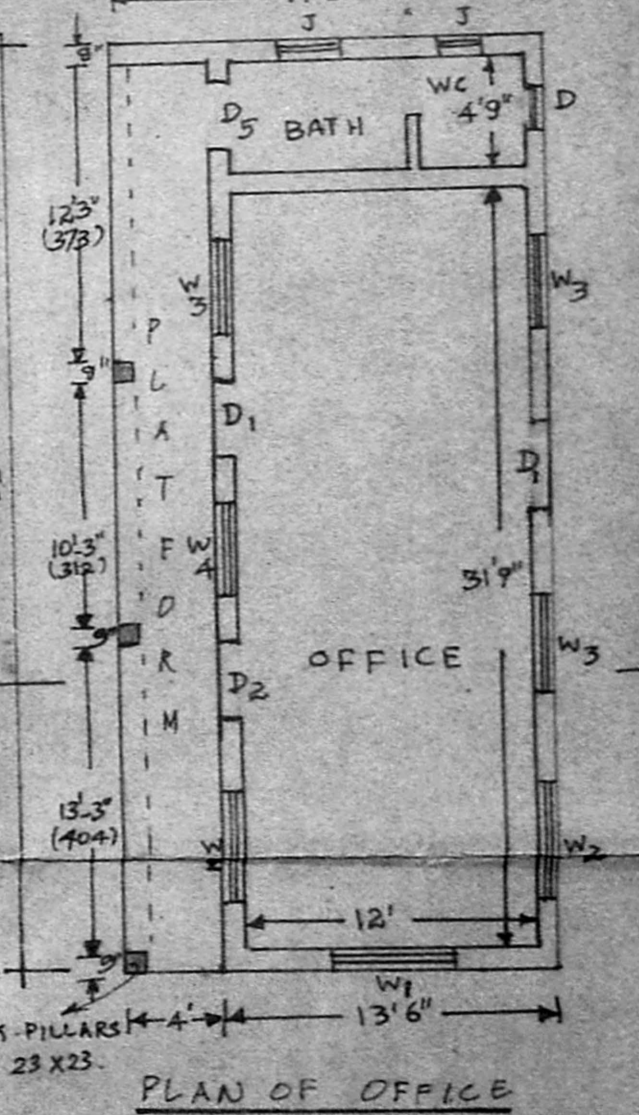 J J
9"
D5 BATH
WC
4'9"
D
12'3"
(373)
W3
W3
9"
PLATFORM
D1
D1
10'-3"
(312)
W4
31'9"
9"
OFFICE
W3
D2
13'-3"
(404)
W
W2
12'
9"
W1
-PILLARS
4'
13'6"
23 X 23.
PLAN OF OFFICE